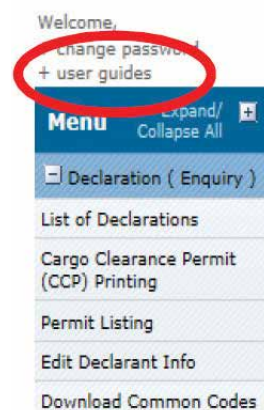 Welcome,
+ change password
+ user guides
Menu
Expand/
Collapse All
Declaration ( Enquiry )
List of Declarations
Cargo Clearance Permit
(CCP) Printing
Permit Listing
Edit Declarant Info
Download Common Codes